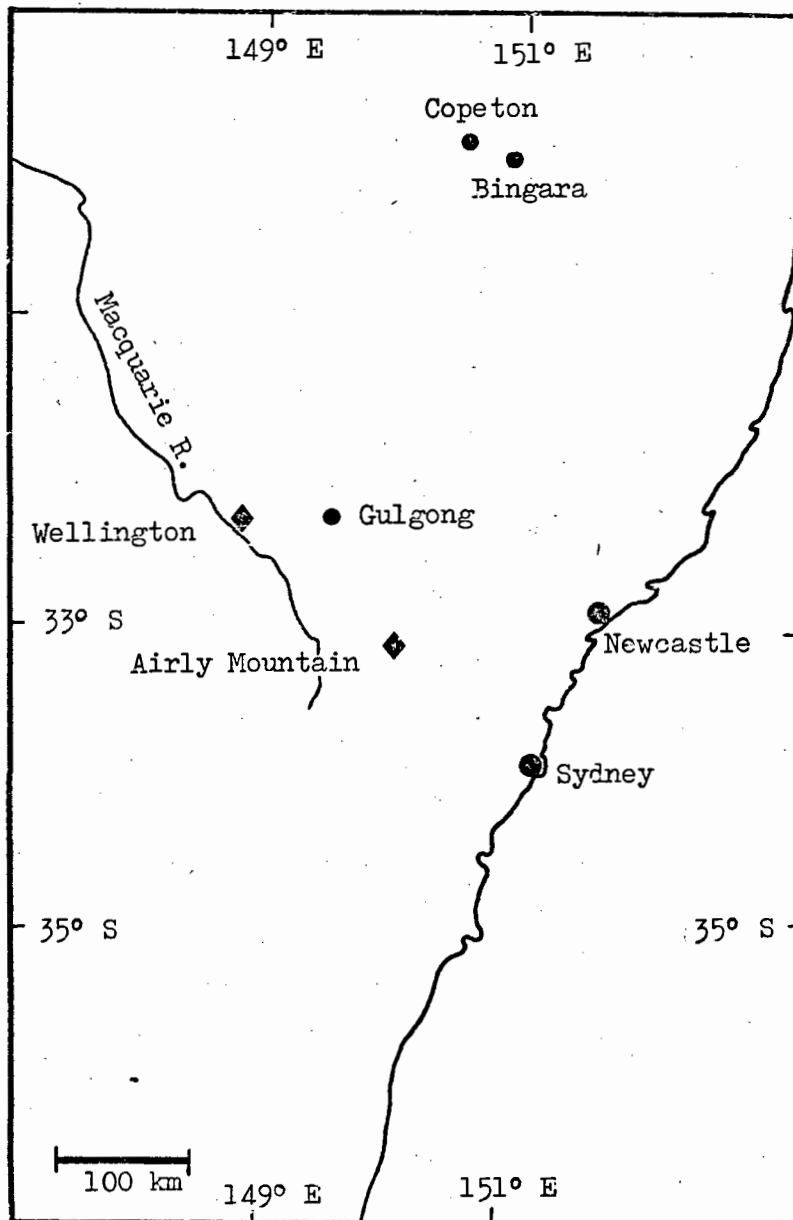 149° E
151° E
Copeton
Bingara
Macquarie R.
Gulgong
Wellington
33° S
Newcastle
Airly Mountain
Sydney
35° S
35° S
100 km
149° E
151° E